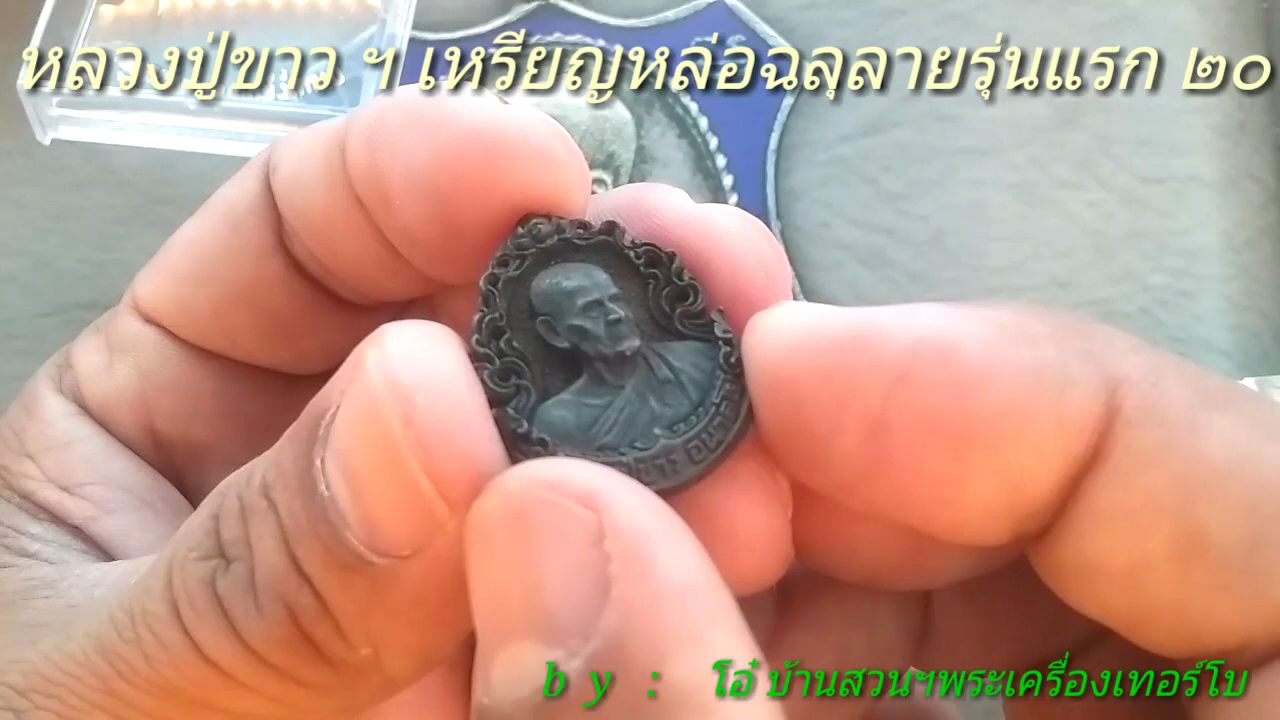 หลวงปู่ขาว ฯ เหรียญหล่อฉลุลายรุ่นแรก ๒๐
by : โอ๋ บ้านสวนฯพระเครื่องเทอร์โบ